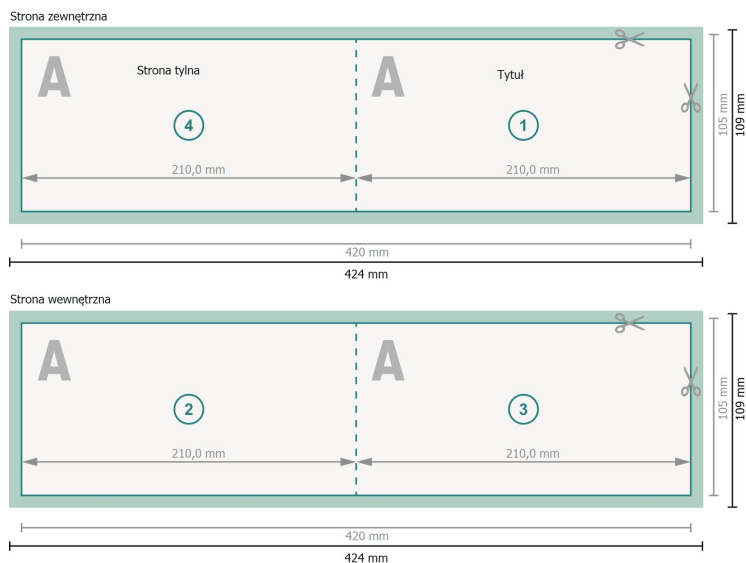 Strona zewnętrzna
A
A
Strona tylna
Tytuł
4
1
210,0 mm
210,0 mm
105 mm
109 mm
420 mm
424 mm
Strona wewnętrzna
A
A
2
3
210,0 mm
210,0 mm
105 mm
109 mm
420 mm
424 mm